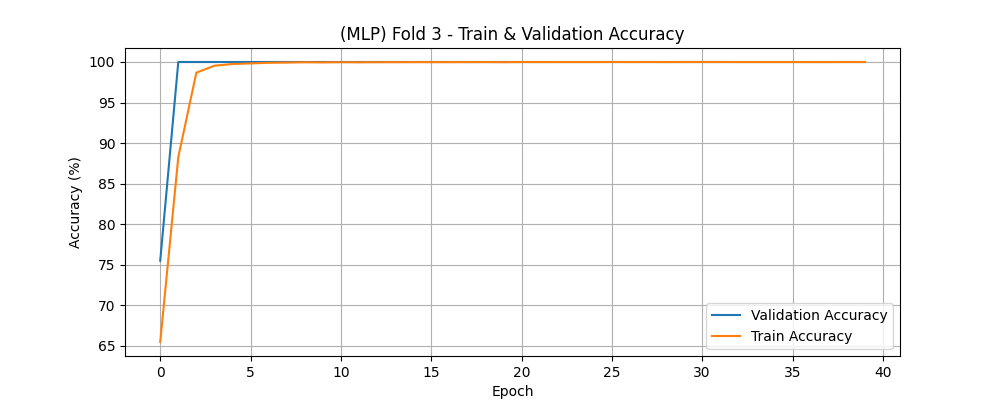 (MLP) Fold 3 - Train & Validation Accuracy
100
95
90
85
80
75
70
65
Accuracy (%)
Validation Accuracy
Train Accuracy
0 5 10 15 20 25 30 35 40
Epoch